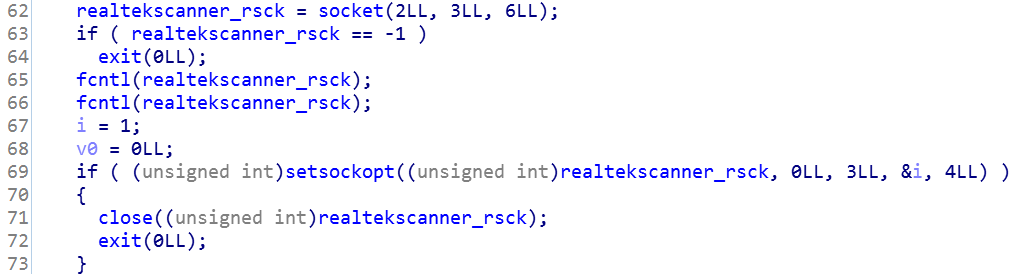 62 realtekscanner_rsck = socket(2LL, 3LL, 6LL);
63 if ( realtekscanner_rsck == -1 )
64 exit(0LL);
65 fcntl(realtekscanner_rsck);
66 fcntl(realtekscanner_rsck);
67 i = 1;
68 v0 = 0LL;
69 if ( (unsigned int)setsockopt((unsigned int)realtekscanner_rsck, 0LL, 3LL, &i, 4LL) )
70 {
71 close((unsigned int)realtekscanner_rsck);
72 exit(0LL);
73 }